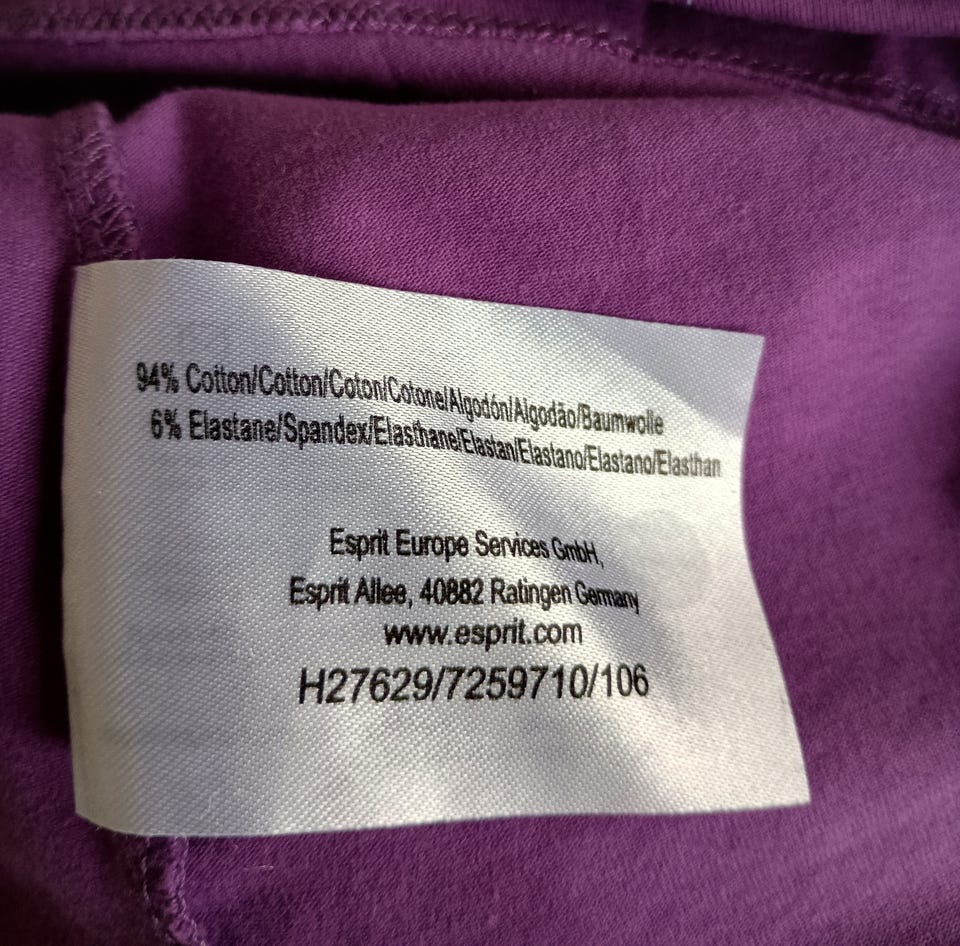 94% Cotton/Cotton/Coton/Cotone/Algodón/Algodão/Baumwolle
6% Elastane/Spandex/Elasthane/Elastan/Elastano/Elastano/Elasthan
Esprit Europe Services GmbH,
Esprit Allee, 40882 Ratingen Germany
www.esprit.com
H27629/7259710/106